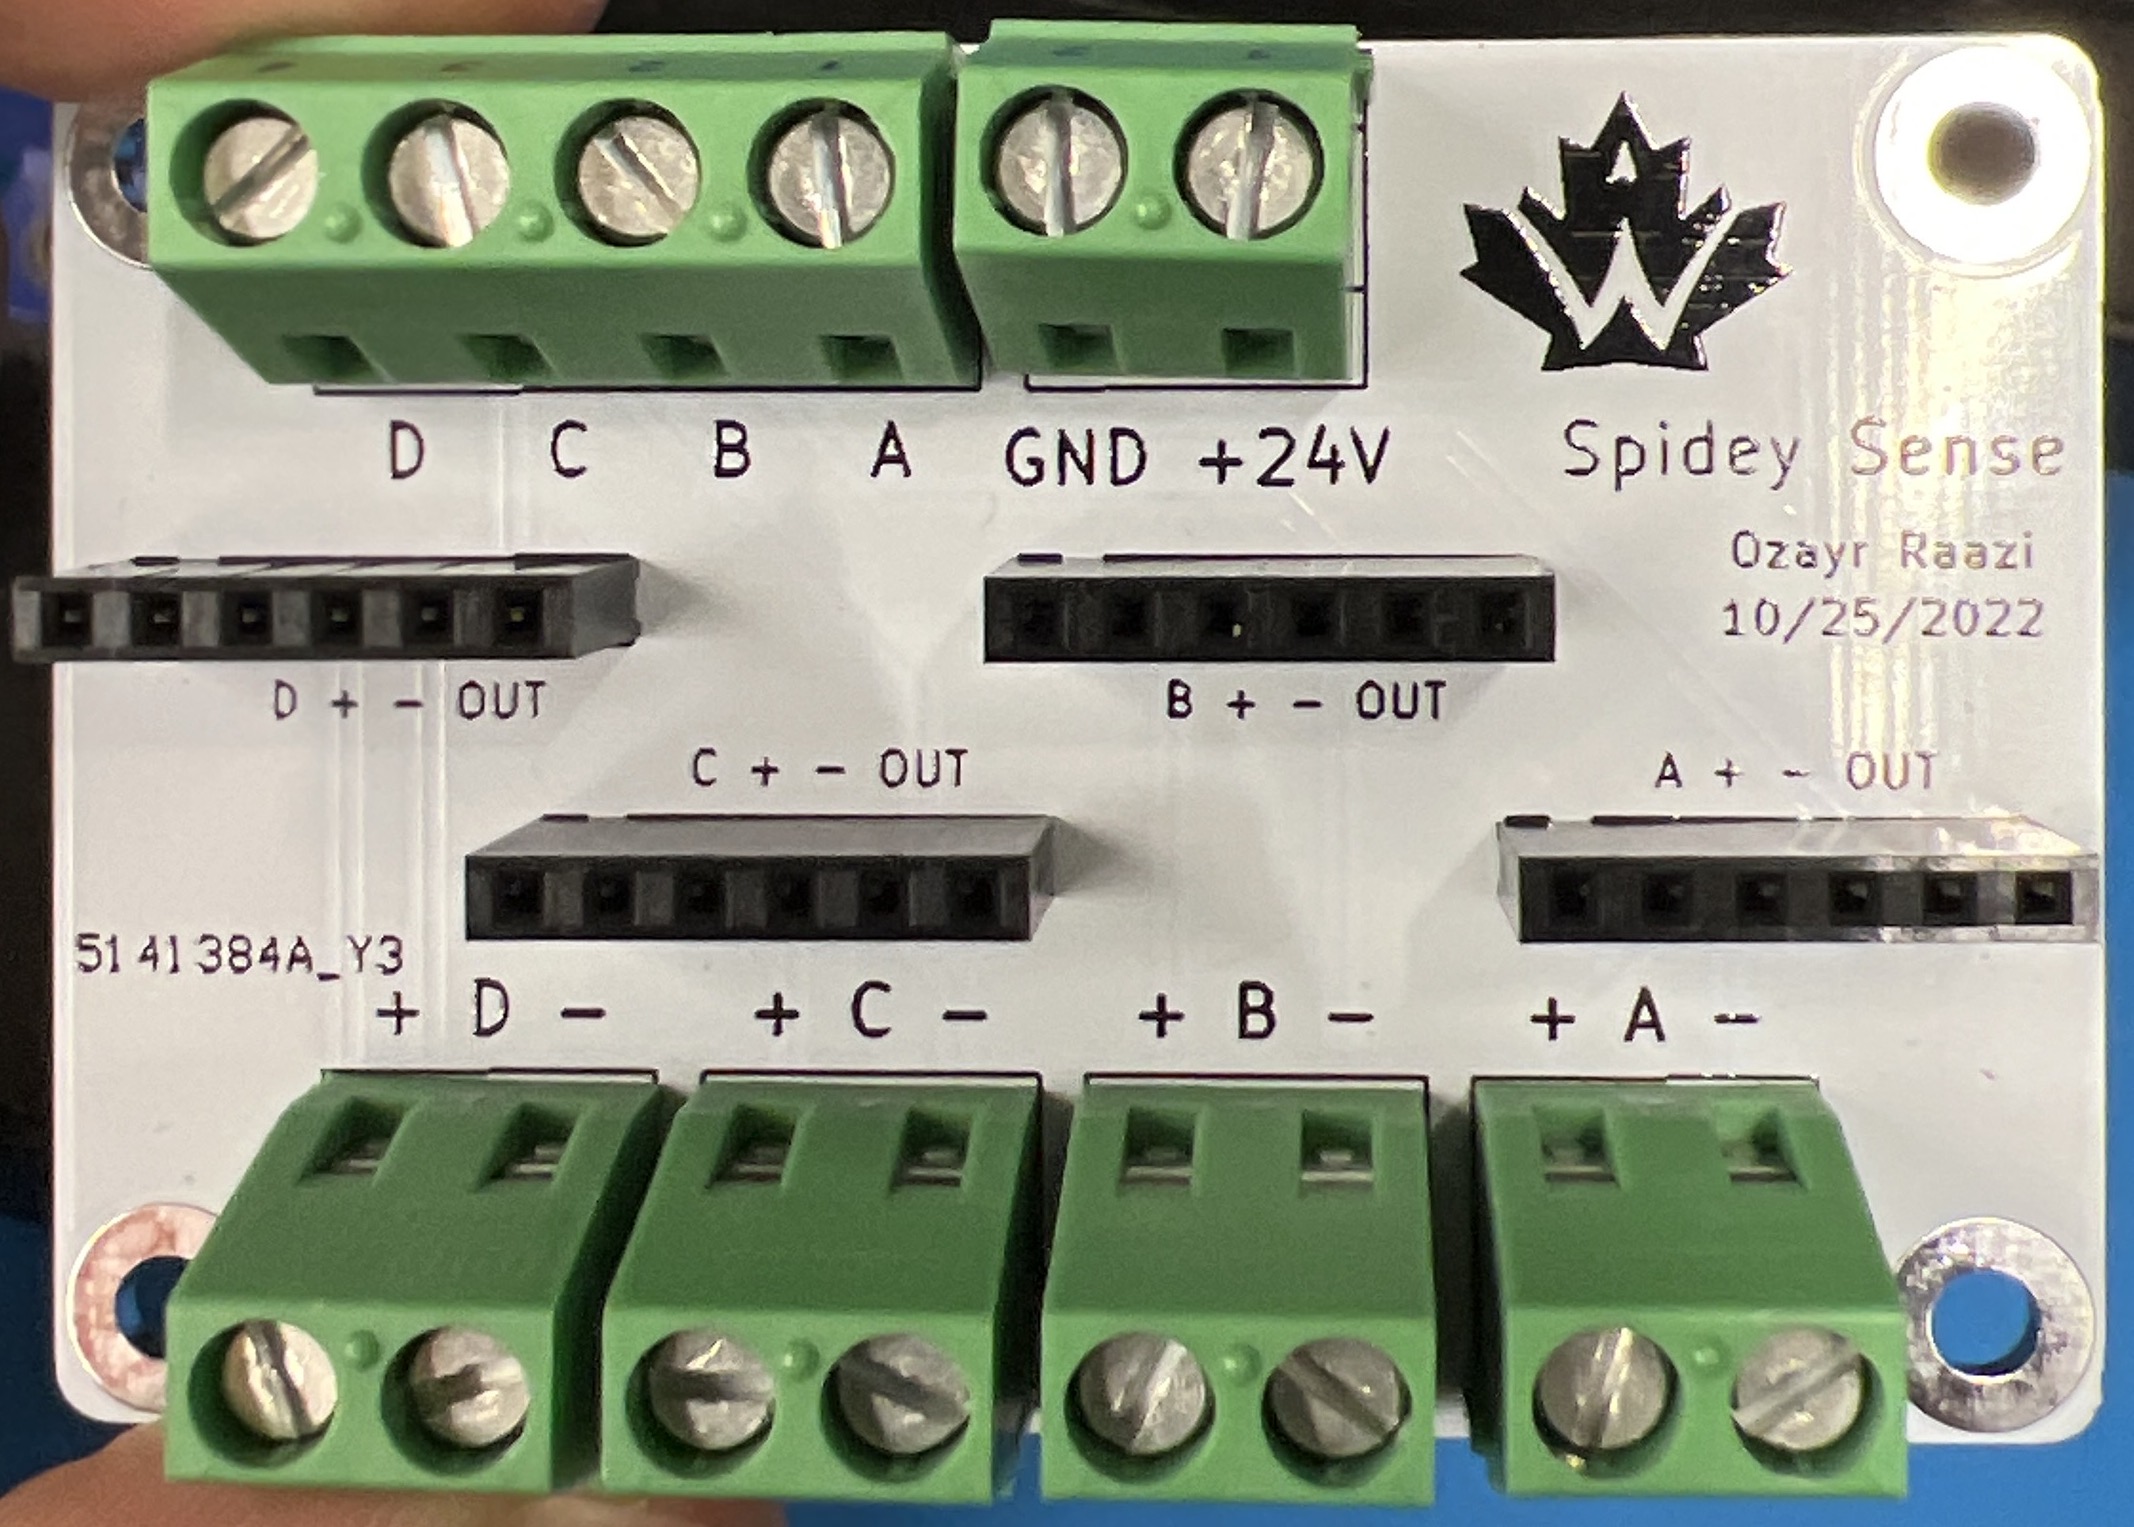 D C B A GND +24V
Spidey Sense
Ozayr Raazi
10/25/2022
D + - OUT
B + - OUT
C + - OUT
A + - OUT
5141384A_Y3
+ D -
+ C -
+ B -
+ A -
W